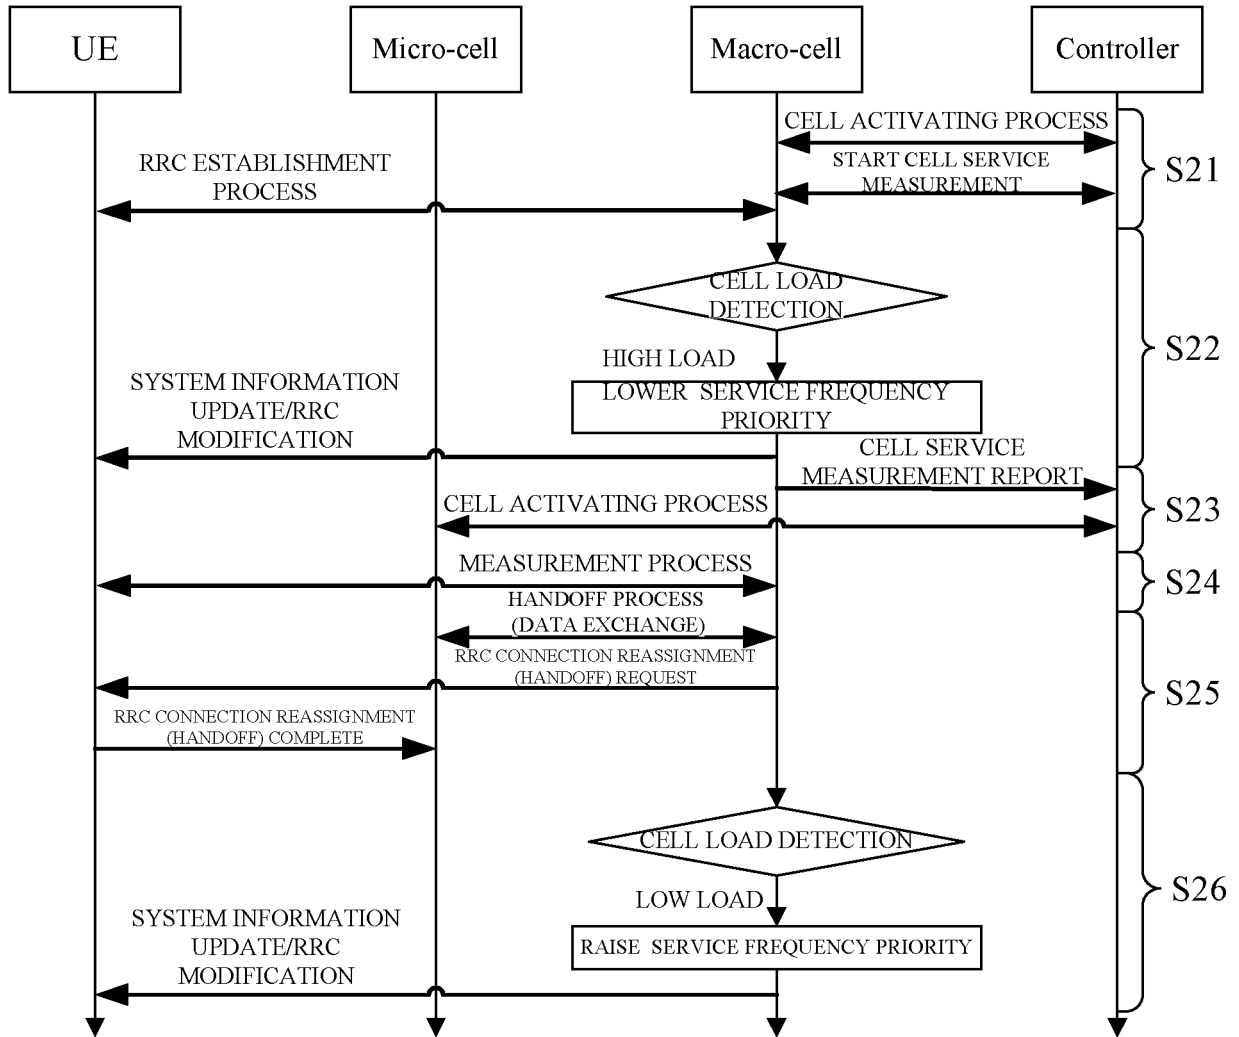 UE
Micro-cell
Macro-cell
Controller
CELL ACTIVATING PROCESS
START CELL SERVICE
MEASUREMENT
S21
RRC ESTABLISHMENT
PROCESS
CELL LOAD
DETECTION
HIGH LOAD
S22
LOWER SERVICE FREQUENCY
PRIORITY
SYSTEM INFORMATION
UPDATE/RRC
MODIFICATION
CELL SERVICE
MEASUREMENT REPORT
CELL ACTIVATING PROCESS
S23
MEASUREMENT PROCESS
S24
HANDOFF PROCESS
(DATA EXCHANGE)
RRC CONNECTION REASSIGNMENT
(HANDOFF) REQUEST
S25
RRC CONNECTION REASSIGNMENT
(HANDOFF) COMPLETE
CELL LOAD DETECTION
LOW LOAD
S26
RAISE SERVICE FREQUENCY PRIORITY
SYSTEM INFORMATION
UPDATE/RRC
MODIFICATION